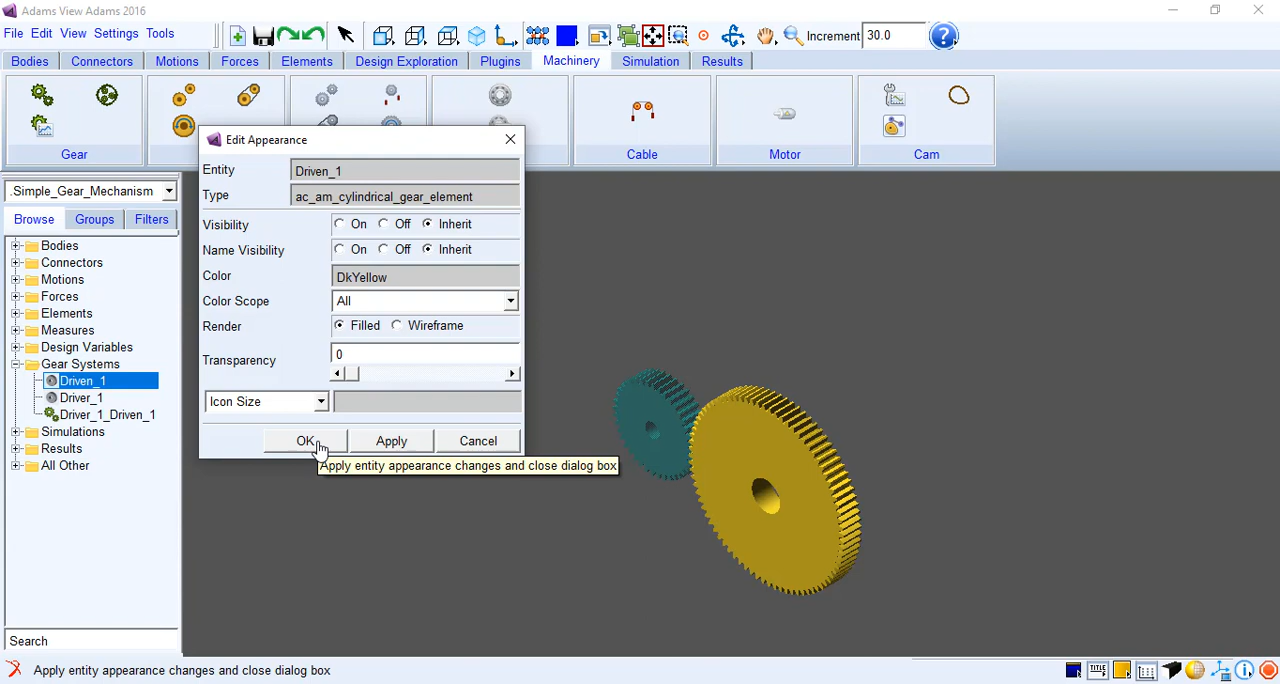 Adams View Adams 2016
File Edit View Settings Tools
Increment 30.0
Bodies Connectors Motions Forces Elements Design Exploration Plugins Machinery Simulation Results
Gear Cable Motor Cam
Edit Appearance
Entity Driven_1
Type ac_am_cylindrical_gear_element
Visibility On Off Inherit
Name Visibility On Off Inherit
Color DkYellow
Color Scope All
Render Filled Wireframe
Transparency 0
Icon Size
OK Apply Cancel
Apply entity appearance changes and close dialog box
.Simple_Gear_Mechanism
Browse Groups Filters
Bodies
Connectors
Motions
Forces
Elements
Measures
Design Variables
Gear Systems
Driven_1
Driver_1
Driver_1_Driven_1
Simulations
Results
All Other
Search
Apply entity appearance changes and close dialog box
TITLE